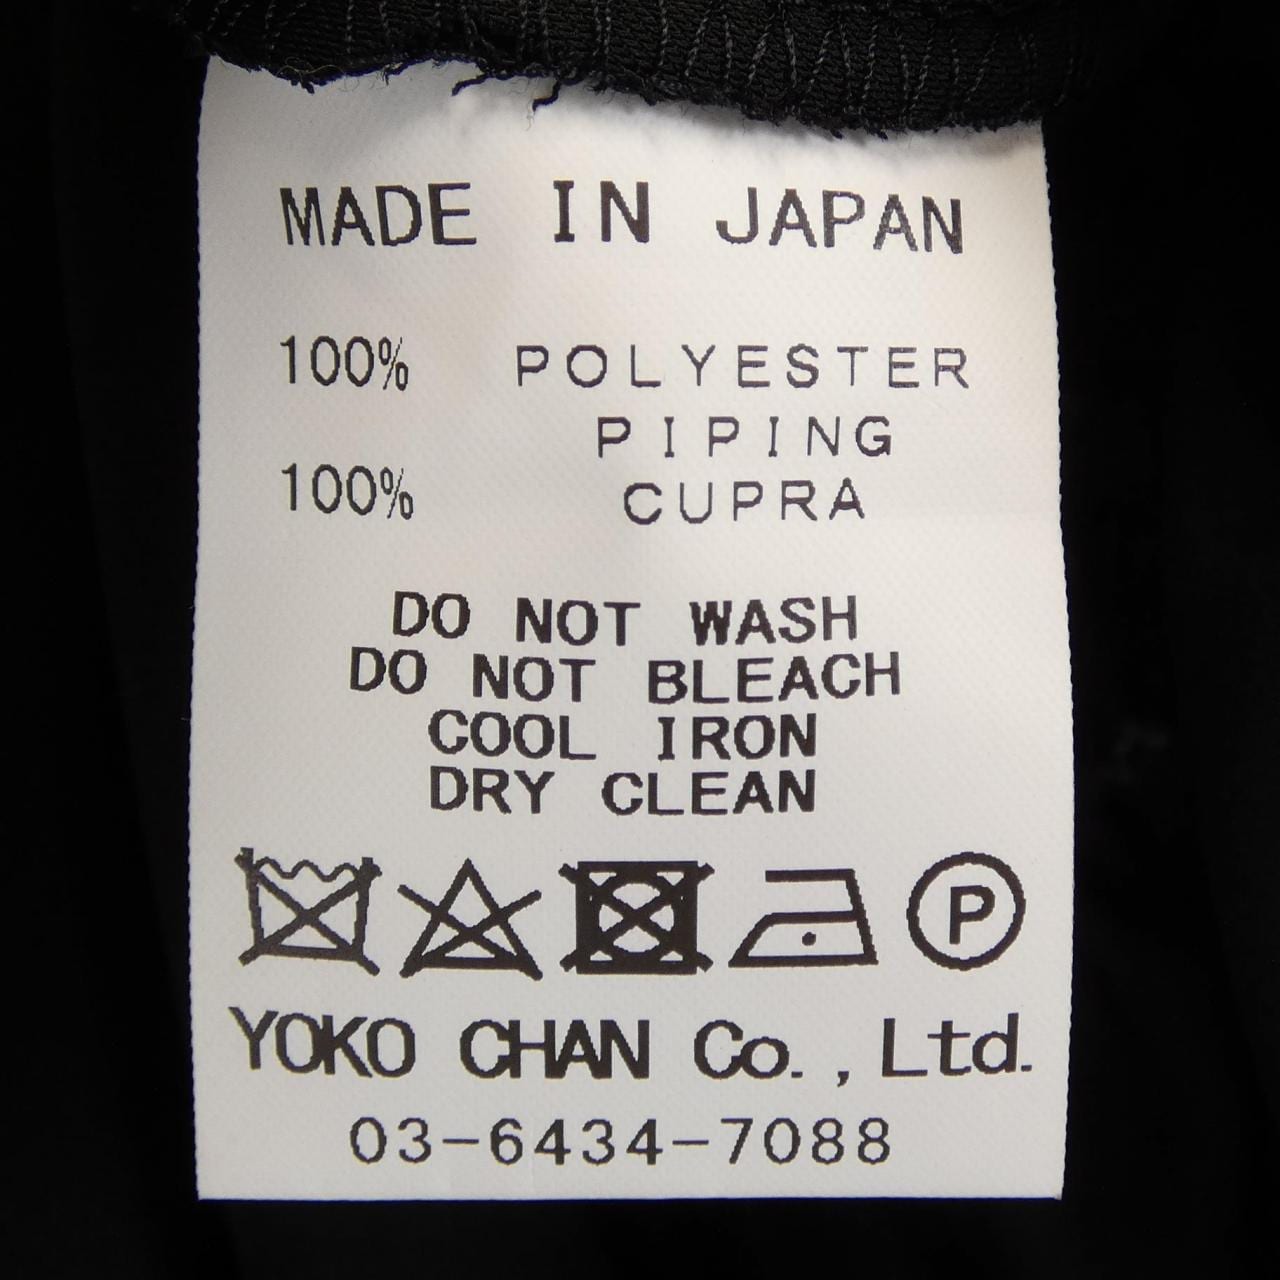 MADE IN JAPAN
100% POLYESTER
PIPING
100% CUPRA
DO NOT WASH
DO NOT BLEACH
COOL IRON
DRY CLEAN
P
YOKO CHAN Co.,Ltd.
03-6434-7088